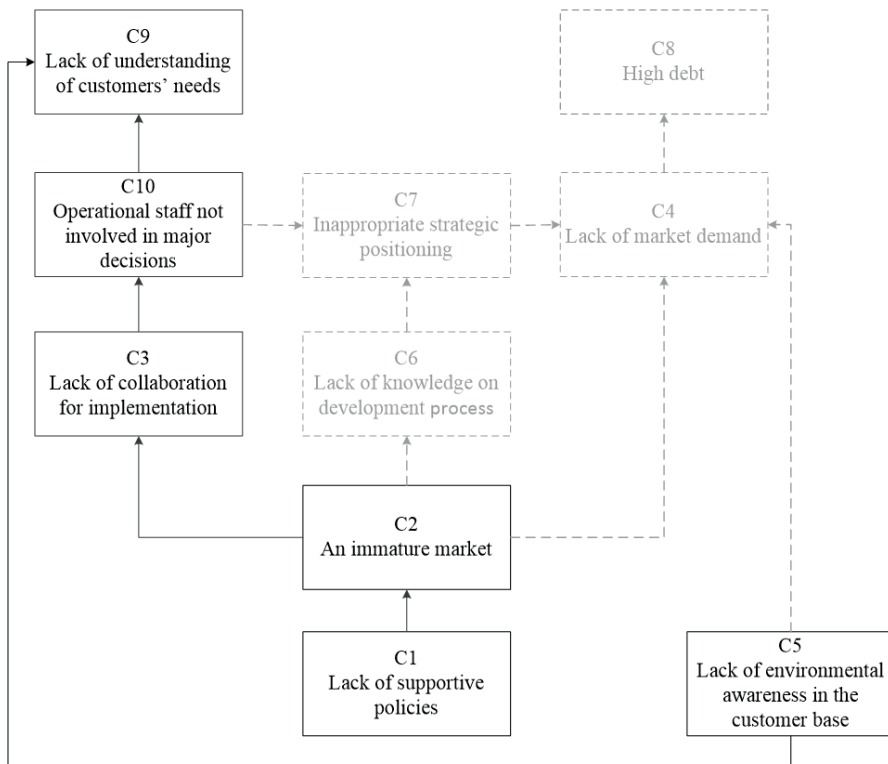 C9
Lack of understanding
of customers’ needs
C8
High debt
C10
Operational staff not
involved in major
decisions
C7
Inappropriate strategic
positioning
C4
Lack of market demand
C3
Lack of collaboration
for implementation
C6
Lack of knowledge on
development process
C2
An immature market
C1
Lack of supportive
policies
C5
Lack of environmental
awareness in the
customer base